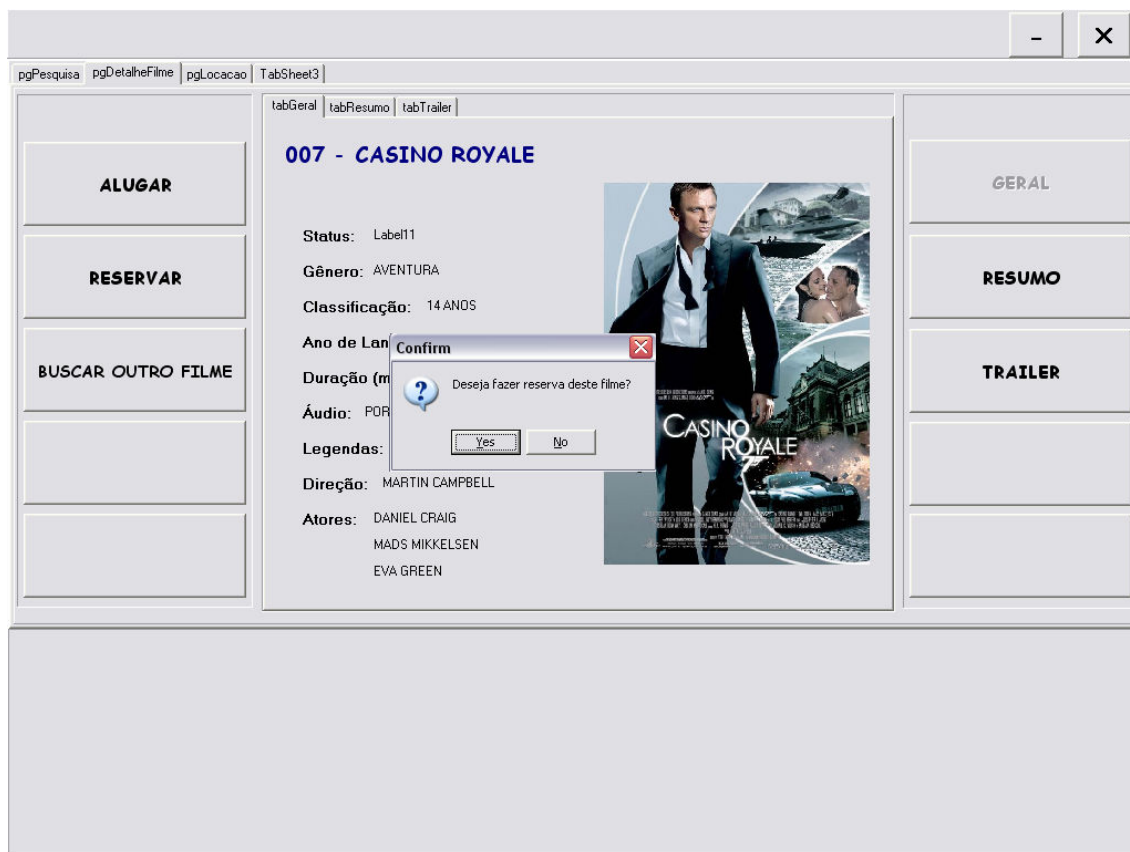 -
X
pgPesquisa pgDetalheFilme pgLocacao TabSheet3
tabGeral tabResumo tabTrailer
ALUGAR
RESERVAR
BUSCAR OUTRO FILME
007 - CASINO ROYALE
Status: Label11
Gênero: AVENTURA
Classificação: 14 ANOS
Ano de Lan
Duração (m
Áudio: POR
Legendas:
Direção: MARTIN CAMPBELL
Atores: DANIEL CRAIG
MADS MIKKELSEN
EVA GREEN
Confirm
Deseja fazer reserva deste filme?
Yes No
CASINO
ROYALE
GERAL
RESUMO
TRAILER